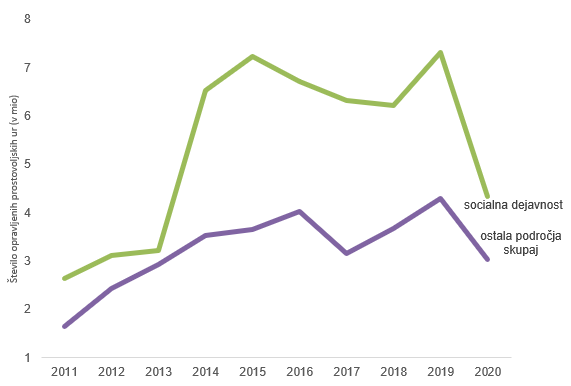 8
7
6
5
4
3
2
1
Število opravljenih prostovoljskih ur (v mio)
socialna dejavnost
ostala področja
skupaj
2011 2012 2013 2014 2015 2016 2017 2018 2019 2020